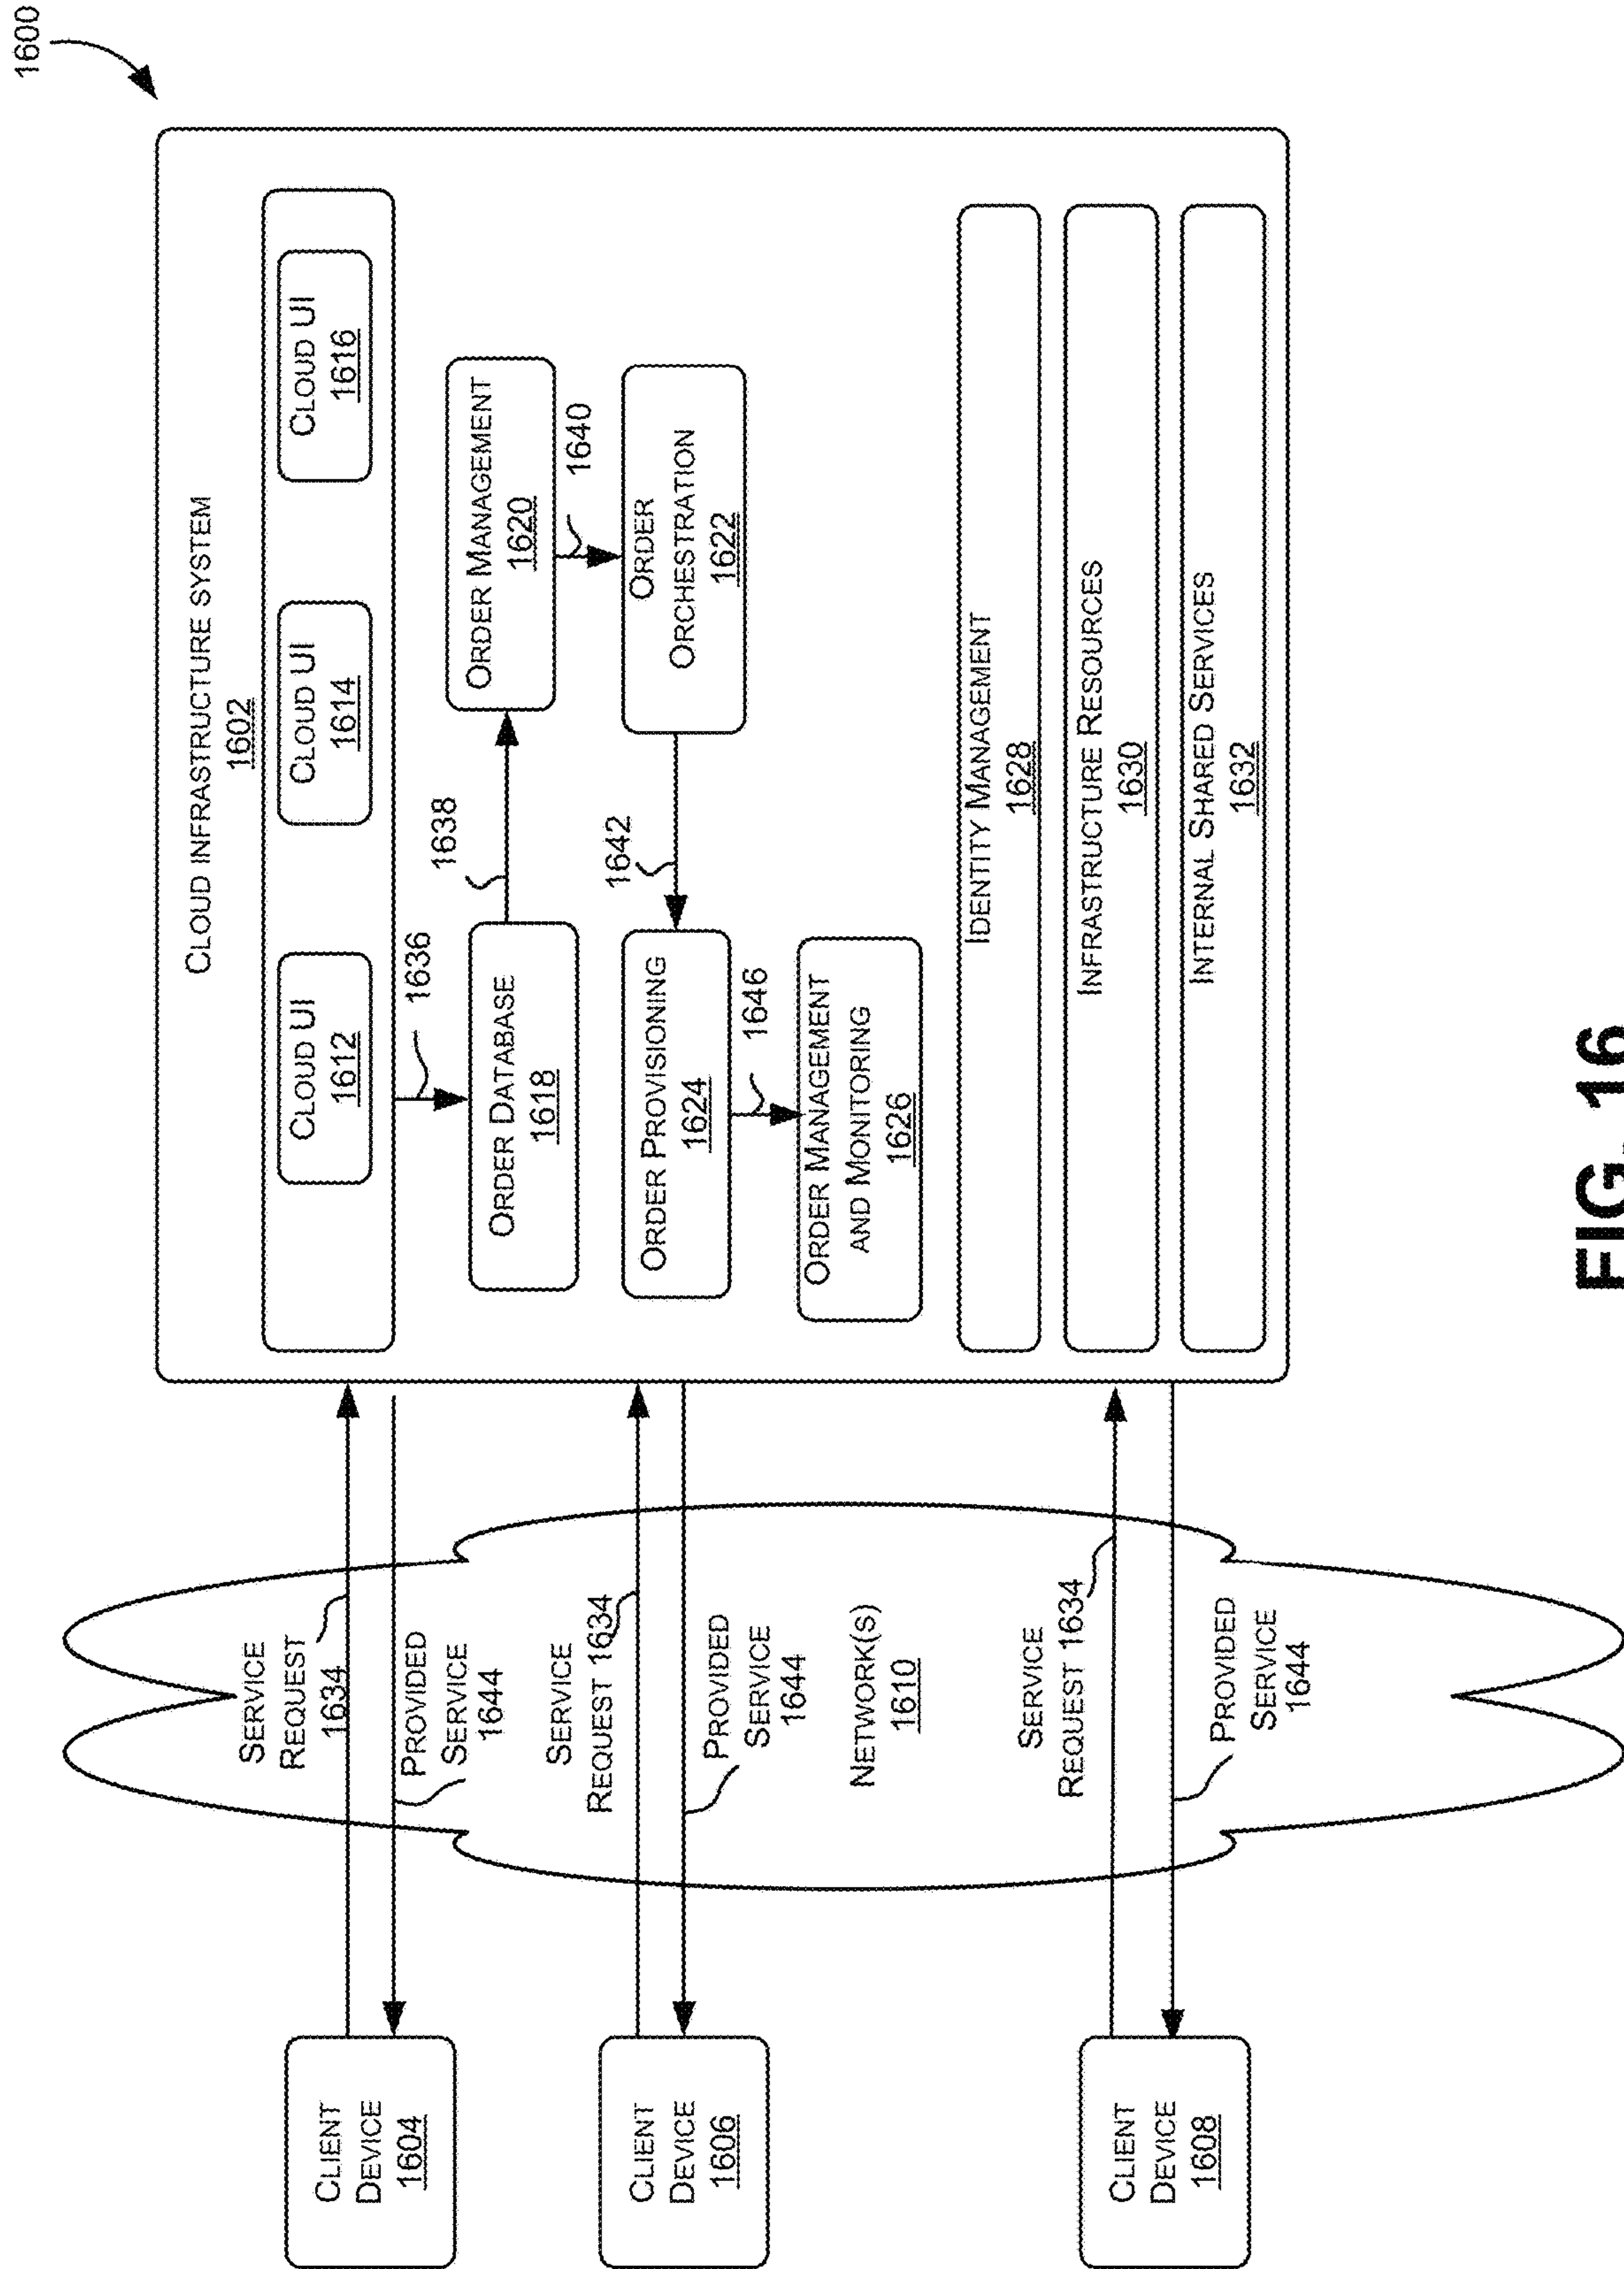 1600
CLOUD INFRASTRUCTURE SYSTEM
1602
CLOUD UI
1612
CLOUD UI
1614
CLOUD UI
1616
1636
ORDER DATABASE
1618
1638
ORDER MANAGEMENT
1620
1640
ORDER
ORCHESTRATION
1622
1642
ORDER PROVISIONING
1624
1646
ORDER MANAGEMENT
AND MONITORING
1626
IDENTITY MANAGEMENT
1628
INFRASTRUCTURE RESOURCES
1630
INTERNAL SHARED SERVICES
1632
CLIENT
DEVICE
1604
SERVICE
REQUEST
1634
PROVIDED
SERVICE
1644
CLIENT
DEVICE
1606
SERVICE
REQUEST 1634
PROVIDED
SERVICE
1644
NETWORK(S)
1610
CLIENT
DEVICE
1608
SERVICE
REQUEST 1634
PROVIDED
SERVICE
1644
FIG. 16